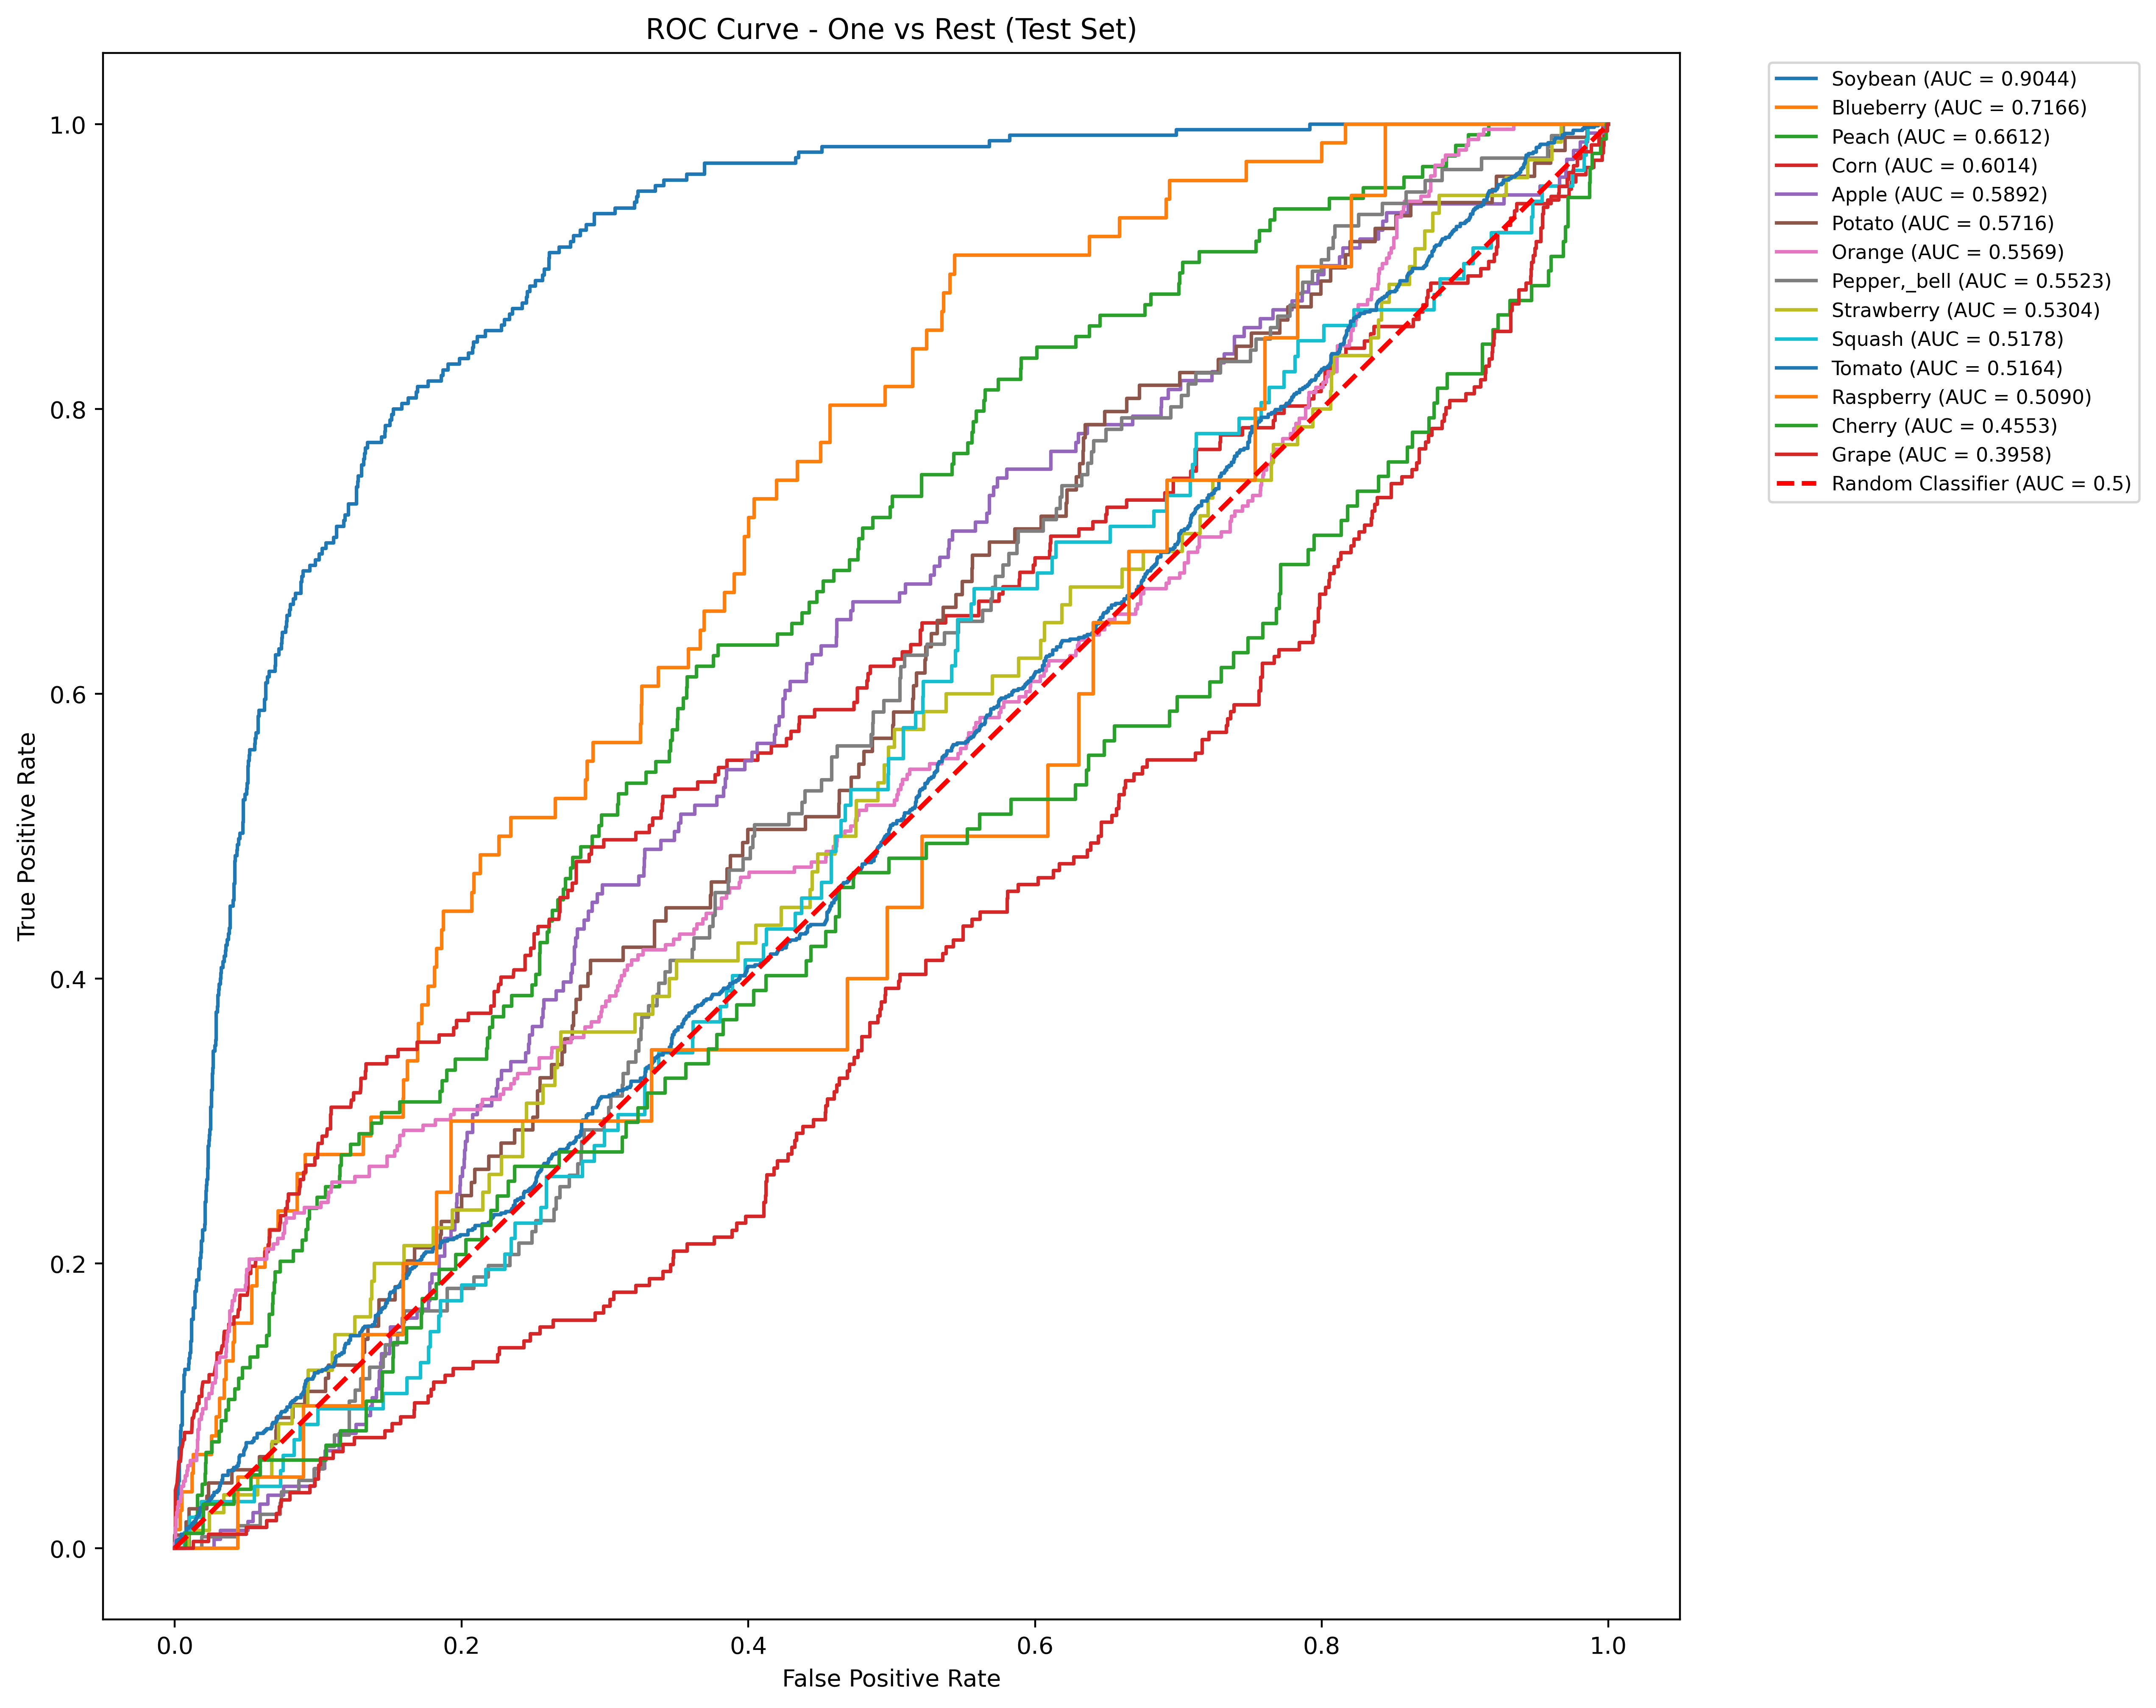 ROC Curve - One vs Rest (Test Set)
Soybean (AUC = 0.9044)
Blueberry (AUC = 0.7166)
Peach (AUC = 0.6612)
Corn (AUC = 0.6014)
Apple (AUC = 0.5892)
Potato (AUC = 0.5716)
Orange (AUC = 0.5569)
Pepper,_bell (AUC = 0.5523)
Strawberry (AUC = 0.5304)
Squash (AUC = 0.5178)
Tomato (AUC = 0.5164)
Raspberry (AUC = 0.5090)
Cherry (AUC = 0.4553)
Grape (AUC = 0.3958)
Random Classifier (AUC = 0.5)
True Positive Rate
1.0
0.8
0.6
0.4
0.2
0.0
0.0 0.2 0.4 0.6 0.8 1.0
False Positive Rate